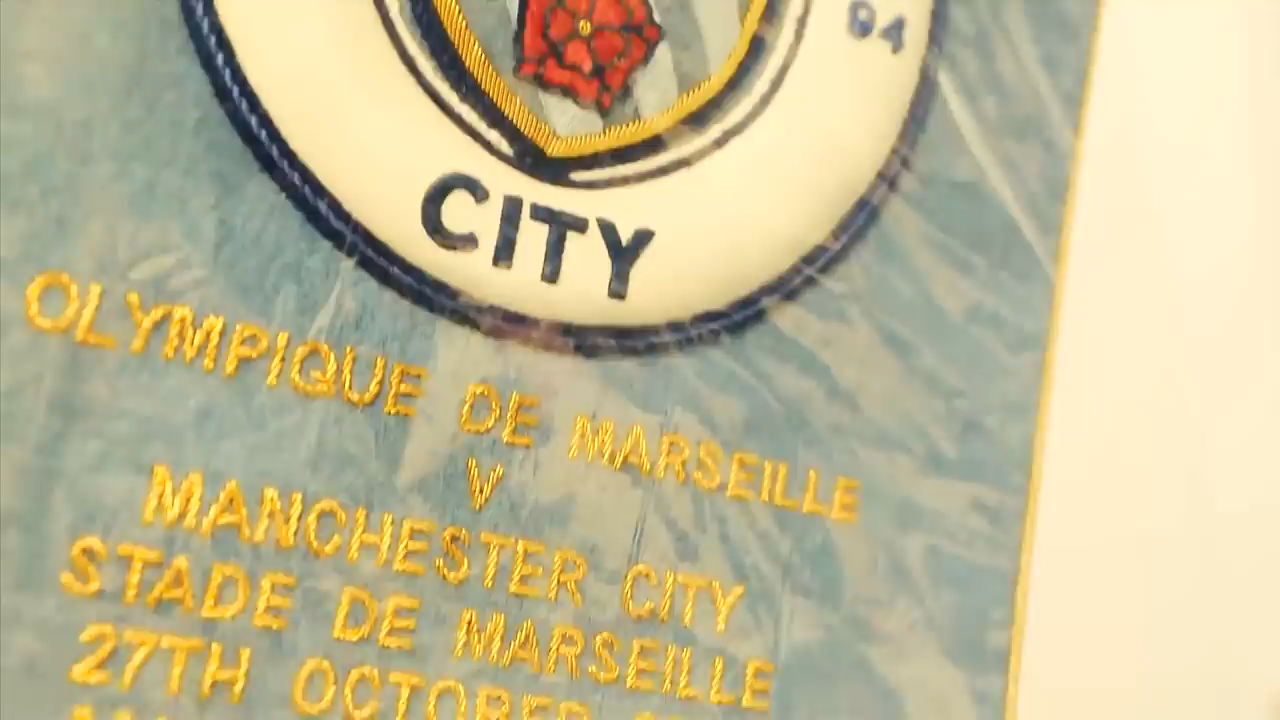 94
CITY
OLYMPIQUE DE MARSEILLE
V
MANCHESTER CITY
STADE DE MARSEILLE
27TH OCTOBER